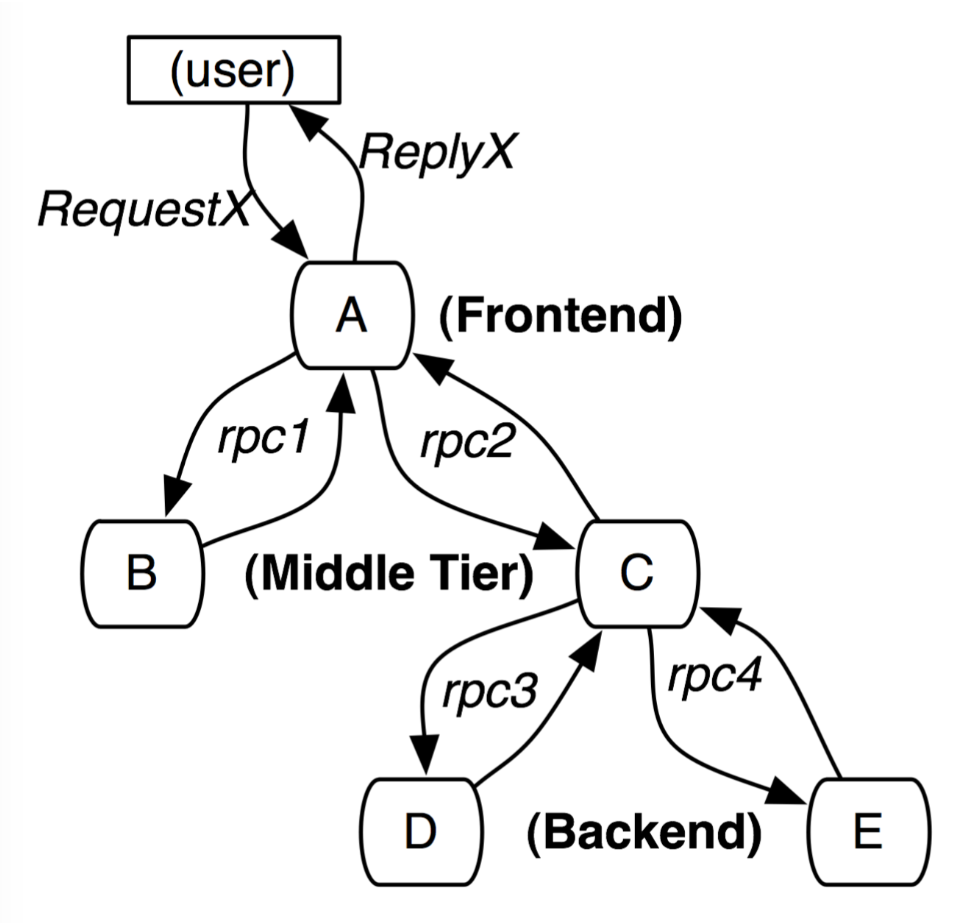 (user)
ReplyX
RequestX
A (Frontend)
rpc1 rpc2
B (Middle Tier) C
rpc3 rpc4
D (Backend) E